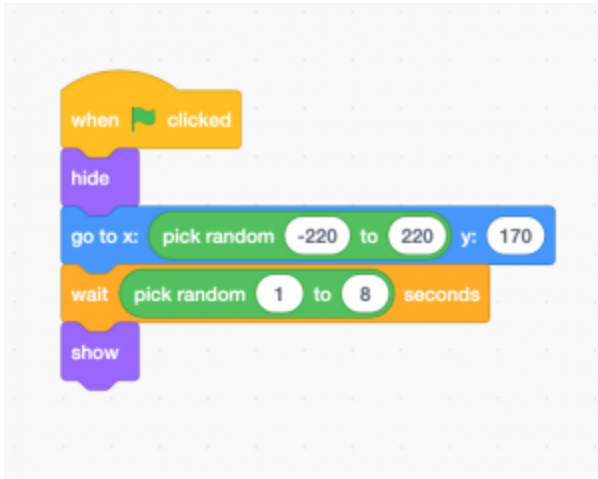 when clicked
hide
go to x: pick random -220 to 220 y: 170
wait pick random 1 to 8 seconds
show